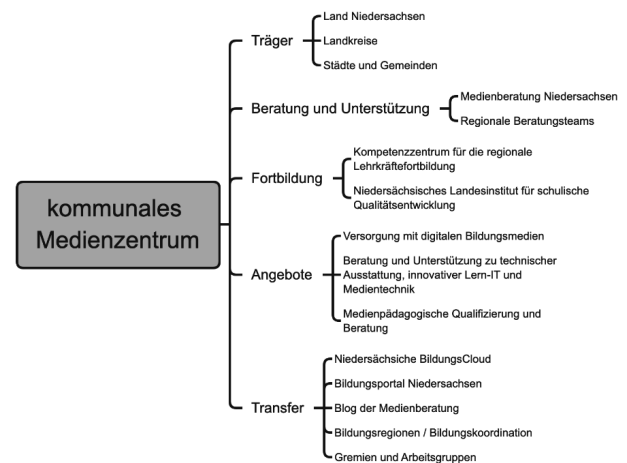 kommunales
Medienzentrum
Träger
Land Niedersachsen
Landkreise
Städte und Gemeinden
Beratung und Unterstützung
Medienberatung Niedersachsen
Regionale Beratungsteams
Fortbildung
Kompetenzzentrum für die regionale
Lehrkräftefortbildung
Niedersächsisches Landesinstitut für schulische
Qualitätsentwicklung
Angebote
Versorgung mit digitalen Bildungsmedien
Beratung und Unterstützung zu technischer
Ausstattung, innovativer Lern-IT und
Medientechnik
Medienpädagogische Qualifizierung und
Beratung
Transfer
Niedersächsiche BildungsCloud
Bildungsportal Niedersachsen
Blog der Medienberatung
Bildungsregionen / Bildungskoordination
Gremien und Arbeitsgruppen